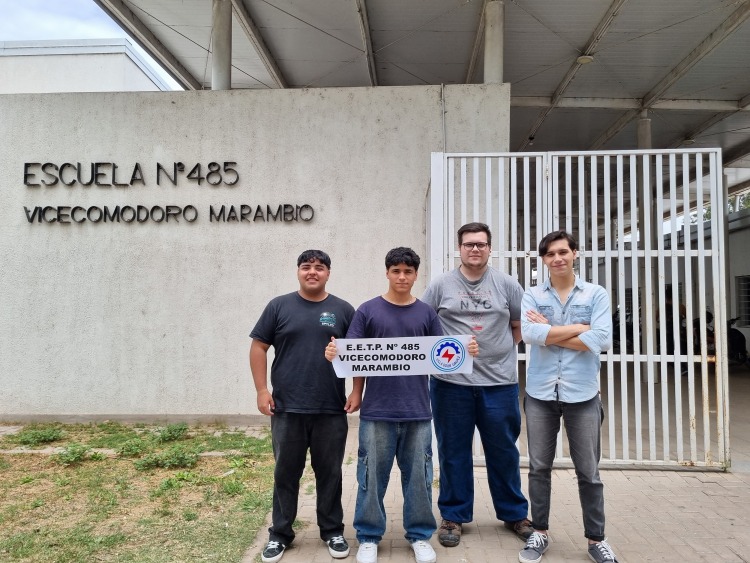 ESCUELA N°485
VICECOMODORO MARAMBIO
E.E.T.P. N° 485
VICECOMODORO
MARAMBIO
NYC